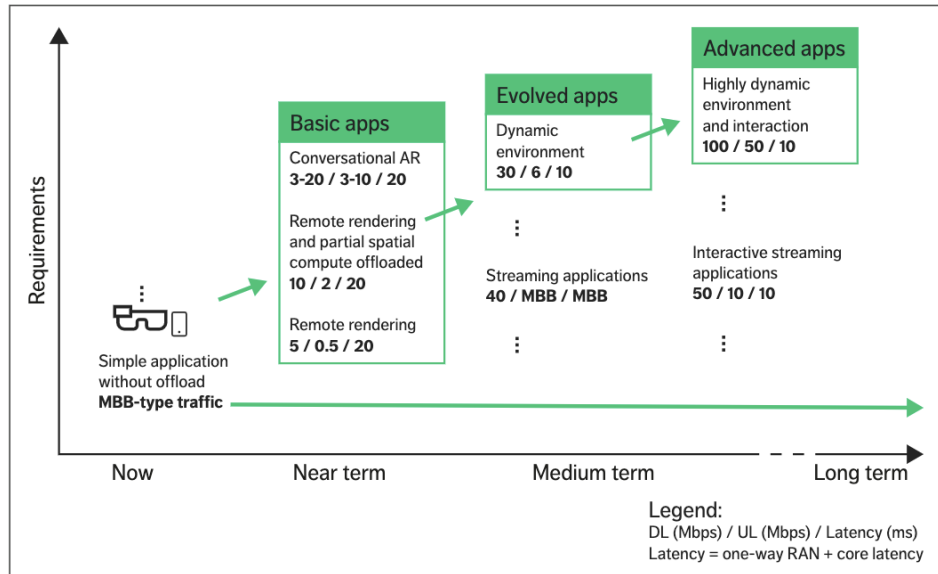 Requirements
Simple application
without offload
MBB-type traffic
Basic apps
Conversational AR
3-20 / 3-10 / 20
Remote rendering
and partial spatial
compute offloaded
10 / 2 / 20
Remote rendering
5 / 0.5 / 20
Evolved apps
Dynamic
environment
30 / 6 / 10
Streaming applications
40 / MBB / MBB
Advanced apps
Highly dynamic
environment
and interaction
100 / 50 / 10
Interactive streaming
applications
50 / 10 / 10
Now
Near term
Medium term
Long term
Legend:
DL (Mbps) / UL (Mbps) / Latency (ms)
Latency = one-way RAN + core latency